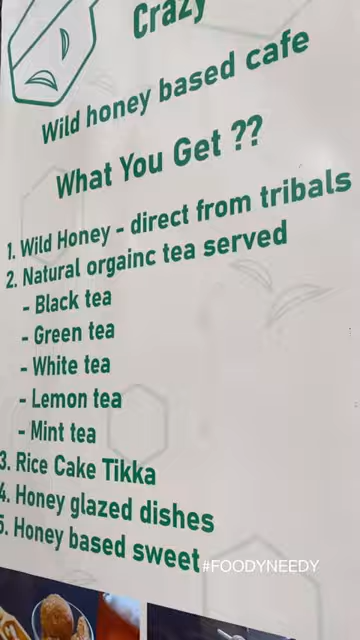 Crazy
Wild honey based cafe
What You Get ??
1. Wild Honey - direct from tribals
2. Natural orgainc tea served
- Black tea
- Green tea
- White tea
- Lemon tea
- Mint tea
3. Rice Cake Tikka
4. Honey glazed dishes
5. Honey based sweet
#FOODYNEEDY